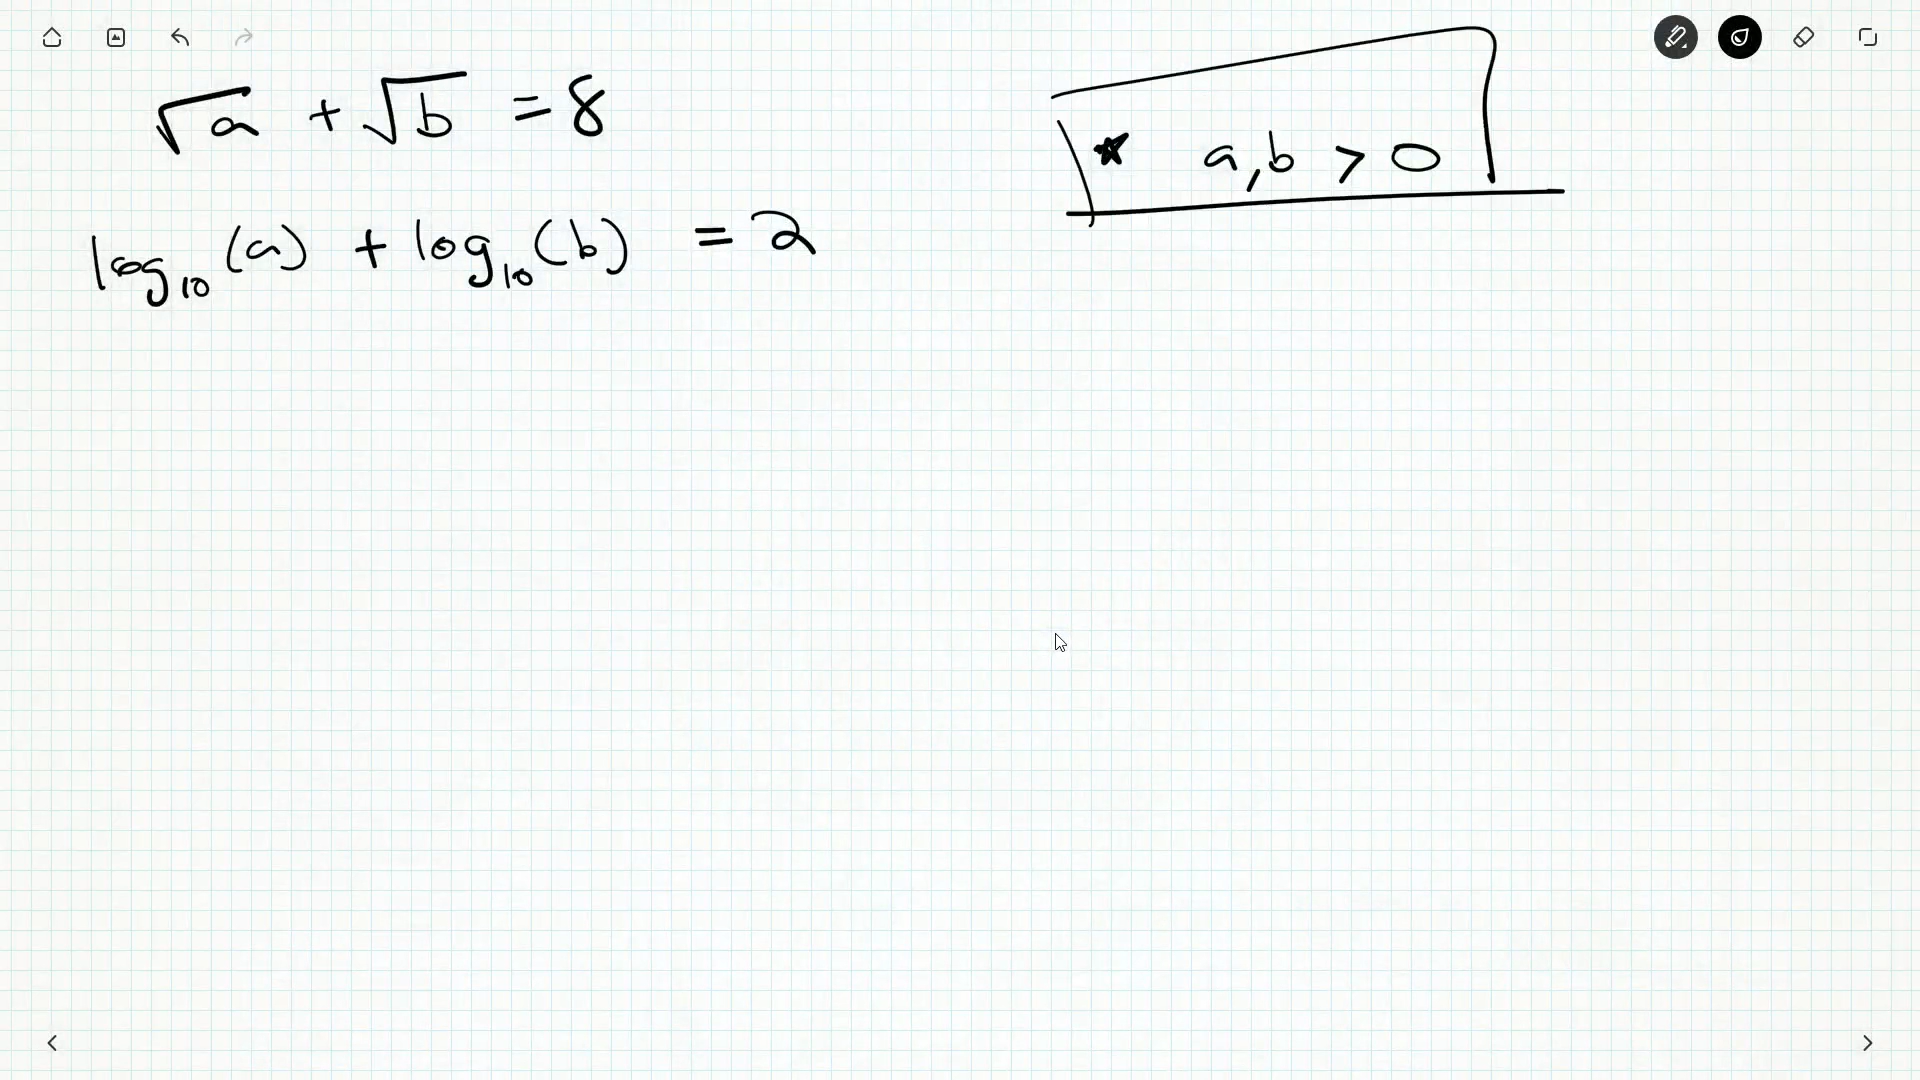 √a + √b = 8
* a,b > 0
log₁₀(a) + log₁₀(b) = 2